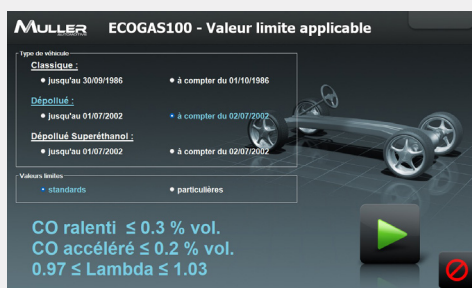 MULLER ECOGAS100 - Valeur limite applicable
AUTOMOTIVE
Type de véhicule
Classique :
jusqu'au 30/09/1986 à compter du 01/10/1986
Dépollué :
jusqu'au 01/07/2002 à compter du 02/07/2002
Dépollué Superéthanol :
jusqu'au 01/07/2002 à compter du 02/07/2002
Valeurs limites
standards particulières
CO ralenti ≤ 0.3 % vol.
CO accéléré ≤ 0.2 % vol.
0.97 ≤ Lambda ≤ 1.03